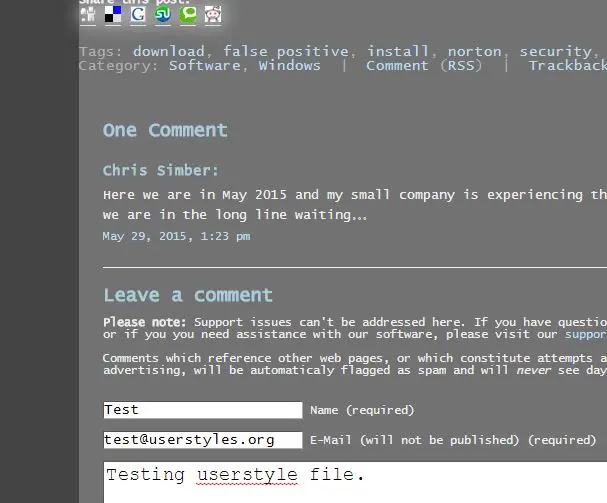 Share this post:
Tags: download, false positive, install, norton, security,
Category: Software, Windows | Comment (RSS) | Trackback
One Comment
Chris Simber:
Here we are in May 2015 and my small company is experiencing th
we are in the long line waiting…
May 29, 2015, 1:23 pm
Leave a comment
Please note: Support issues can't be addressed here. If you have questio
or if you you need assistance with our software, please visit our suppor
Comments which reference other web pages, or which constitute attempts a
advertising, will be automaticaly flagged as spam and will never see day
Test Name (required)
test@userstyles.org E-Mail (will not be published) (required)
Testing userstyle file.